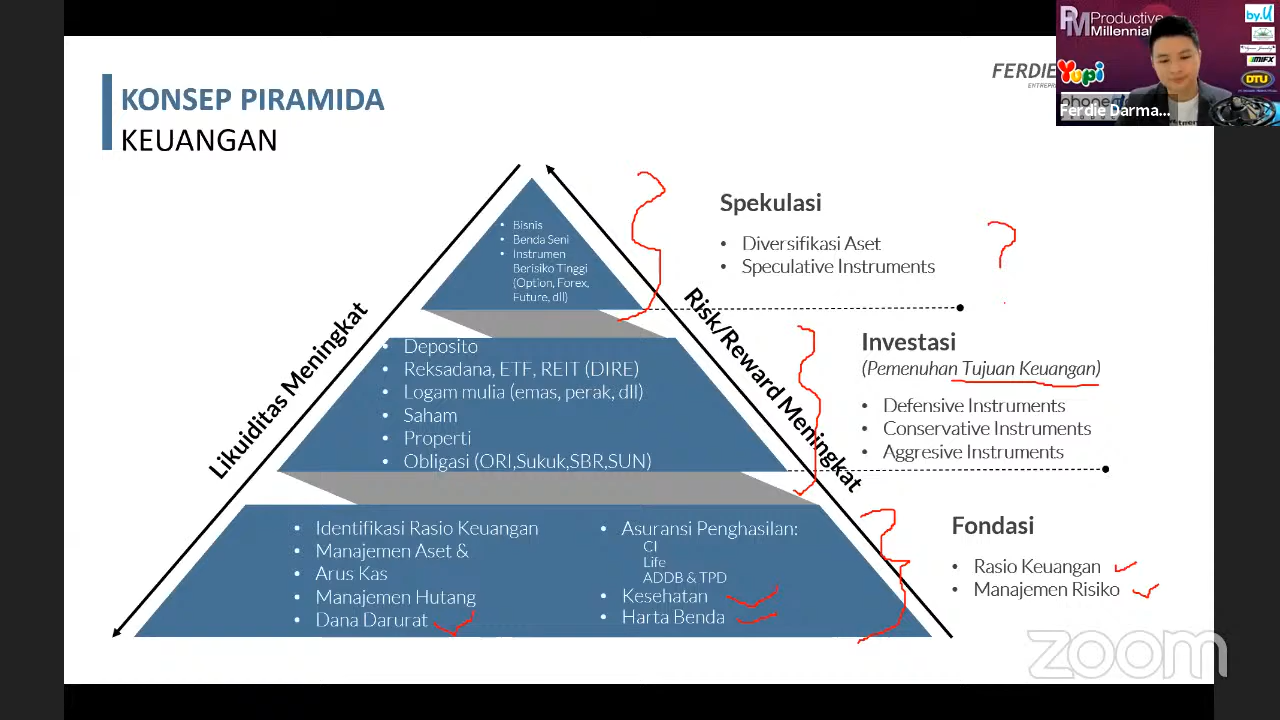 KONSEP PIRAMIDA
KEUANGAN
FERDIE
Productive
Millennial
by.U
Yupi
MIFX
DTU
Ferdie Darma...
Likuiditas Meningkat
Risk/Reward Meningkat
• Bisnis
• Benda Seni
• Instrumen
Berisiko Tinggi
(Option, Forex,
Future, dll)
Spekulasi
• Diversifikasi Aset
• Speculative Instruments
?
• Deposito
• Reksadana, ETF, REIT (DIRE)
• Logam mulia (emas, perak, dll)
• Saham
• Properti
• Obligasi (ORI,Sukuk,SBR,SUN)
Investasi
(Pemenuhan Tujuan Keuangan)
• Defensive Instruments
• Conservative Instruments
• Aggresive Instruments
• Identifikasi Rasio Keuangan
• Manajemen Aset &
• Arus Kas
• Manajemen Hutang
• Dana Darurat
• Asuransi Penghasilan:
CI
Life
ADDB & TPD
• Kesehatan
• Harta Benda
Fondasi
• Rasio Keuangan
• Manajemen Risiko
zoom